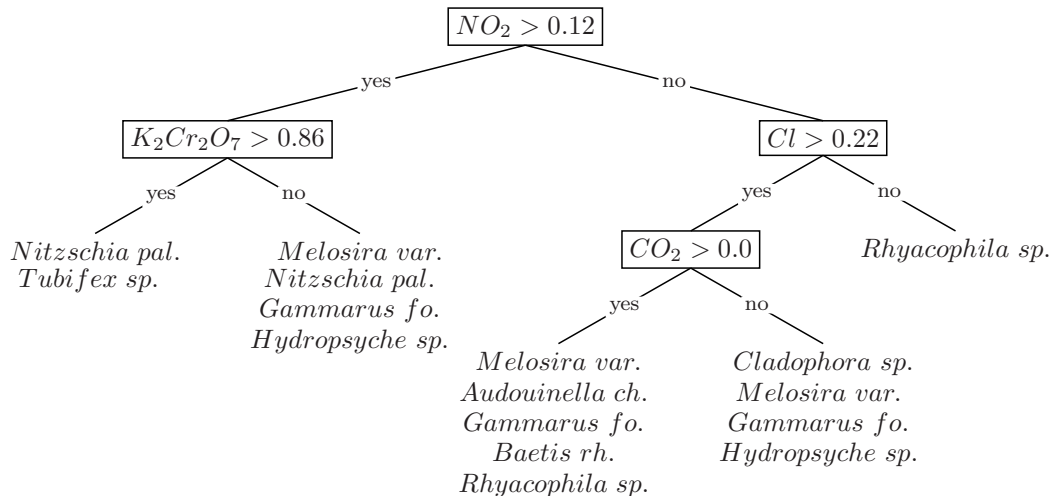 NO₂ > 0.12
yes
no
K₂Cr₂O₇ > 0.86
Cl > 0.22
yes
no
yes
no
Nitzschia pal.
Tubifex sp.
Melosira var.
Nitzschia pal.
Gammarus fo.
Hydropsyche sp.
CO₂ > 0.0
Rhyacophila sp.
yes
no
Melosira var.
Audouinella ch.
Gammarus fo.
Baetis rh.
Rhyacophila sp.
Cladophora sp.
Melosira var.
Gammarus fo.
Hydropsyche sp.